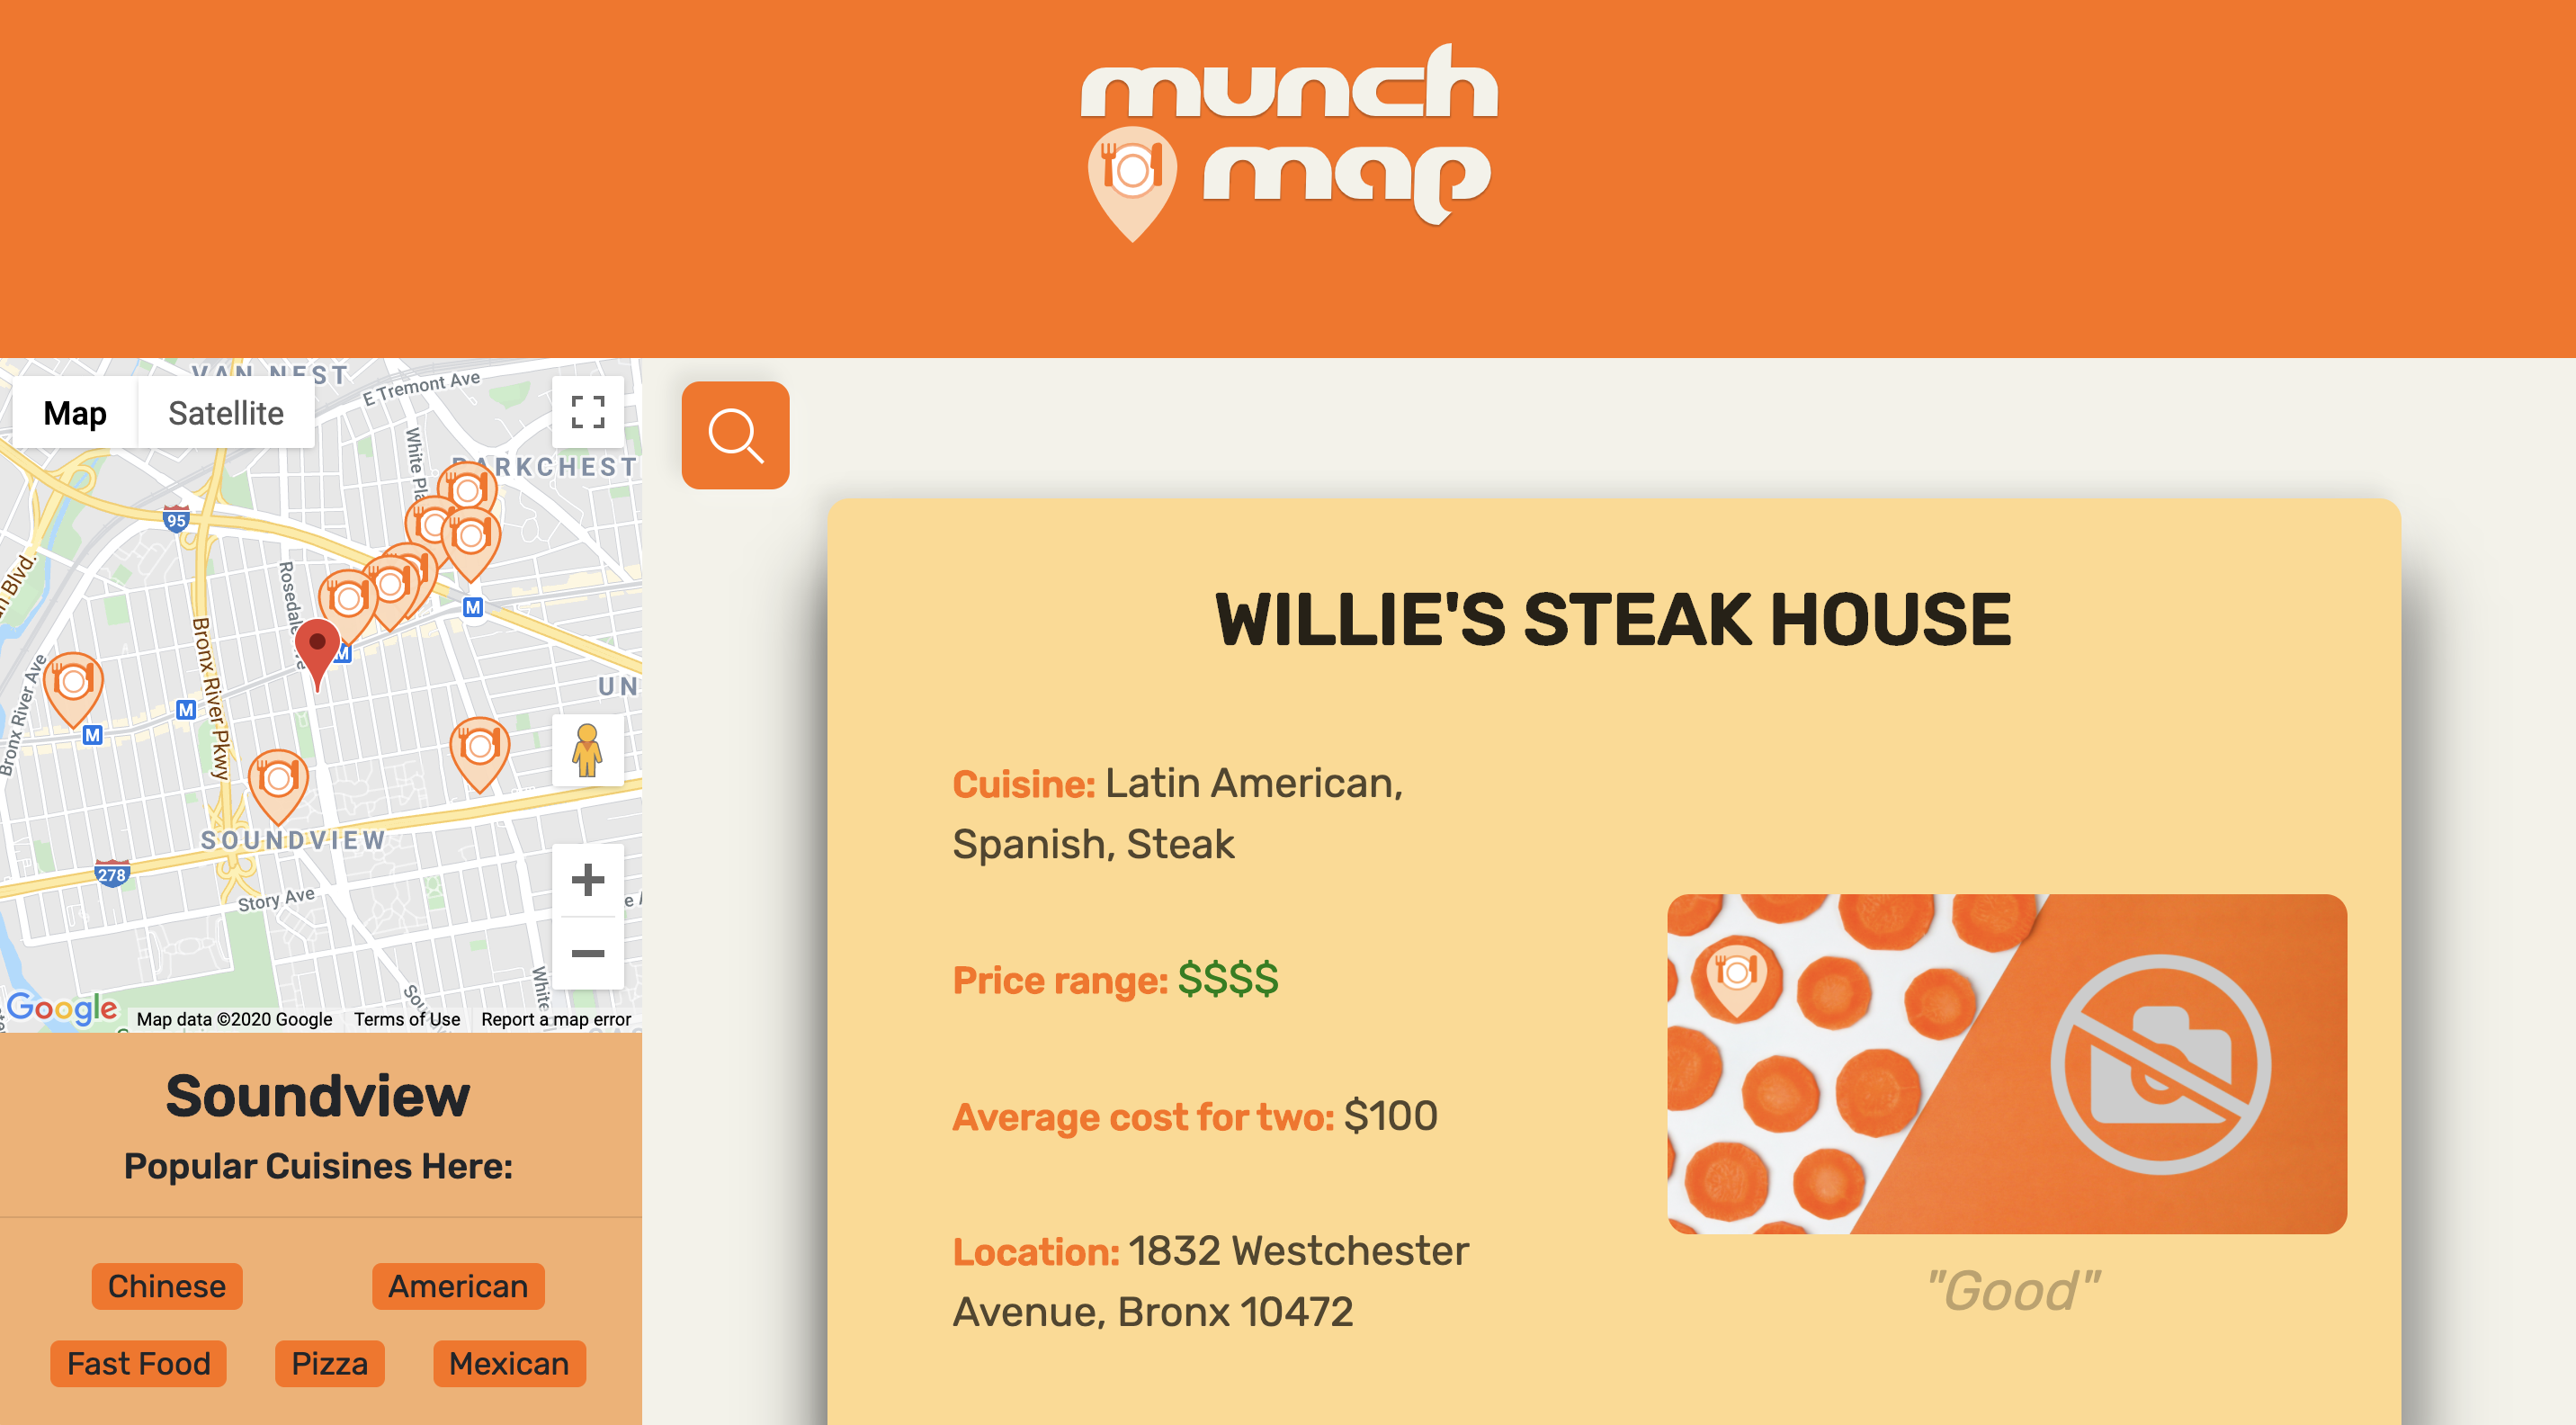 munch
map
VAN NEST
E Tremont Ave
Map
Satellite
White Pla
PARKCHEST
95
Rosedale
M
M
UN
Bronx River Ave
Bronx River Pkwy
M
M
SOUNDVIEW
278
Story Ave
White
Google
Map data ©2020 Google
Terms of Use
Report a map error
Soundview
Popular Cuisines Here:
Chinese
American
Fast Food
Pizza
Mexican
WILLIE'S STEAK HOUSE
Cuisine: Latin American,
Spanish, Steak
Price range: $$$$
Average cost for two: $100
Location: 1832 Westchester
Avenue, Bronx 10472
"Good"